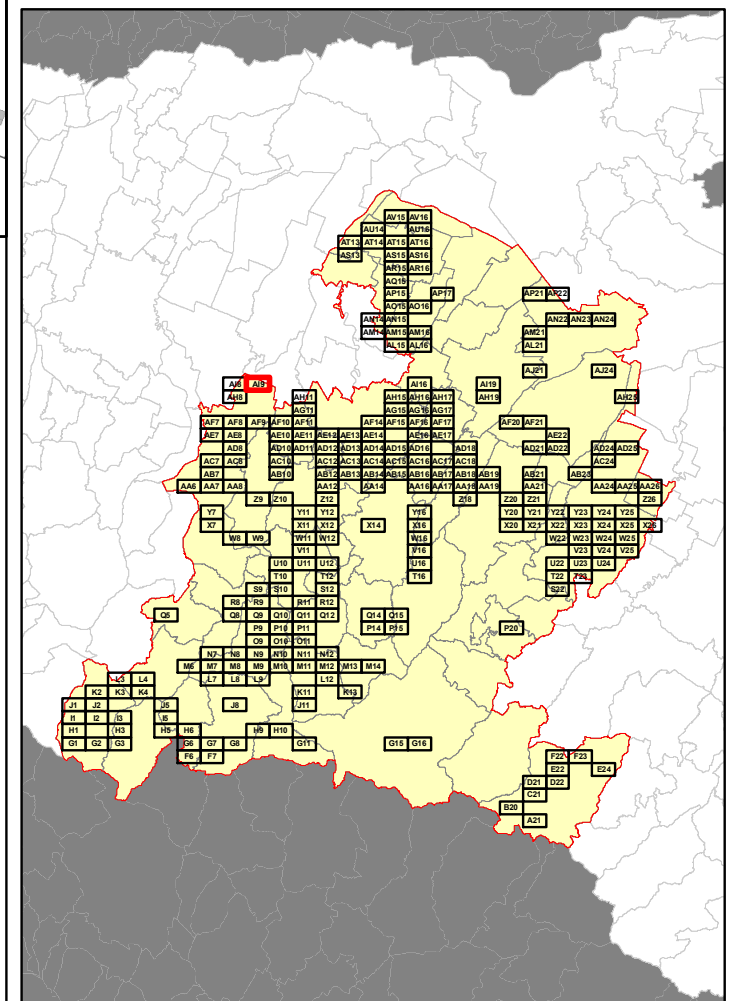 AV15 AV16
AU14 AU16
AT13 AT14 AT15 AT16
AS13 AS15 AS16
AR15 AR16
AQ15
AP15 AP17 AP21 AP22
AO15 AO16
AN14 AN15 AN22 AN23 AN24
AM14 AM15 AM16 AM21
AL15 AL16 AL21
AJ21 AJ24
AI8 AI9 AI16 AI19
AH8 AH11 AH15 AH16 AH17 AH19 AH25
AG11 AG15 AG16 AG17
AF7 AF8 AF9 AF10 AF11 AF14 AF15 AF16 AF17 AF20 AF21
AE7 AE8 AE10 AE11 AE12 AE13 AE14 AE16 AE17 AE22
AD8 AD10 AD11 AD12 AD13 AD14 AD15 AD16 AD18 AD21 AD22 AD24 AD25
AC7 AC8 AC10 AC12 AC13 AC14 AC15 AC16 AC17 AC18 AC24
AB7 AB10 AB12 AB13 AB14 AB15 AB16 AB17 AB18 AB19 AB21 AB23
AA6 AA7 AA8 AA12 AA14 AA16 AA17 AA18 AA19 AA21 AA24 AA25 AA26
Z9 Z10 Z12 Z18 Z20 Z21 Z26
Y7 Y11 Y12 Y16 Y20 Y21 Y22 Y23 Y24 Y25
X7 X11 X12 X14 X16 X20 X21 X22 X23 X24 X25 X26
W8 W9 W11 W12 W16 W22 W23 W24 W25
V11 V16 V23 V24 V25
U10 U11 U12 U16 U22 U23 U24
T10 T12 T16 T22 T23
S9 S10 S12 S22
R8 R9 R11 R12
Q5 Q8 Q9 Q10 Q11 Q12 Q14 Q15
P9 P10 P11 P14 P15 P20
O9 O10 O11
N7 N8 N9 N10 N11 N12
M6 M7 M8 M9 M10 M11 M12 M13 M14
L3 L4 L7 L8 L9 L12
K2 K3 K4 K11 K13
J1 J2 J5 J8 J11
I1 I2 I3 I5
H1 H3 H5 H6 H9 H10
G1 G2 G3 G6 G7 G8 G11 G15 G16
F6 F7 F22 F23
E22 E24
D21 D22
C21
B20
A21